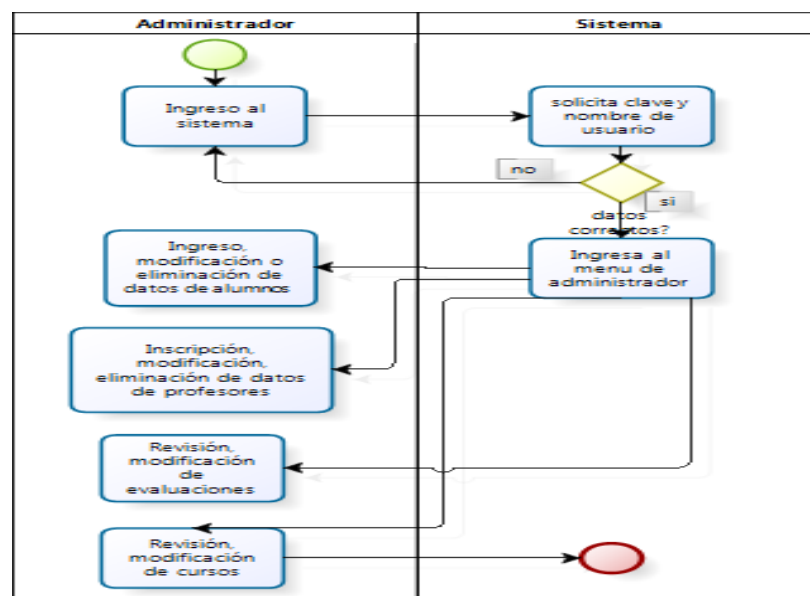 Administrador
Sistema
Ingreso al
sistema
solicita clave y
nombre de
usuario
no
si
datos
correctos?
Ingreso,
modificación o
eliminación de
datos de alumnos
Ingresa al
menu de
administrador
Inscripción,
modificación,
eliminación de datos
de profesores
Revisión,
modificación
de
evaluaciones
Revisión,
modificación
de cursos